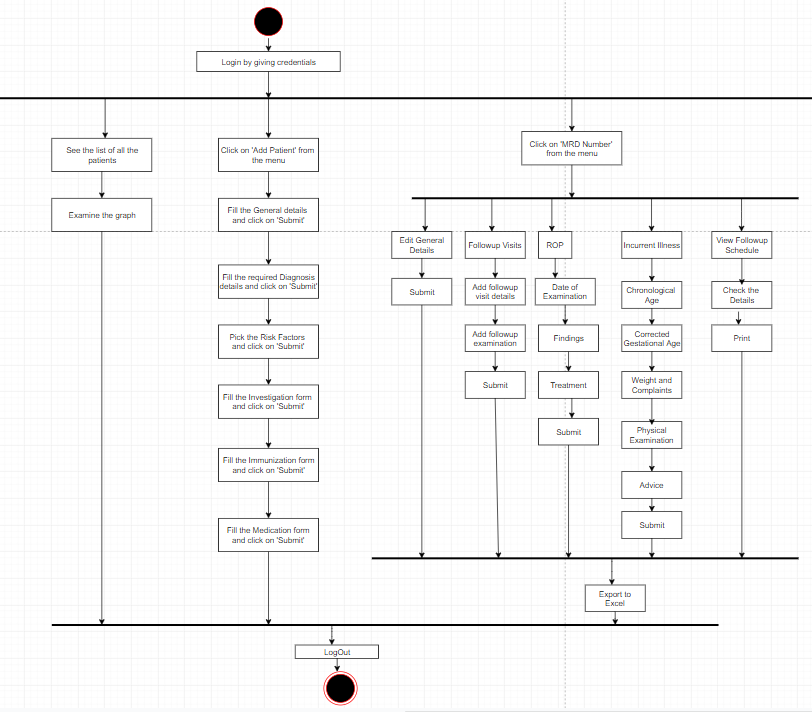 Login by giving credentials
See the list of all the
patients
Examine the graph
Click on 'Add Patient' from
the menu
Fill the General details
and click on 'Submit'
Fill the required Diagnosis
details and click on 'Submit'
Pick the Risk Factors
and click on 'Submit'
Fill the Investigation form
and click on 'Submit'
Fill the Immunization form
and click on 'Submit'
Fill the Medication form
and click on 'Submit'
Click on 'MRD Number'
from the menu
Edit General
Details
Submit
Followup Visits
Add followup
visit details
Add followup
examination
Submit
ROP
Date of
Examination
Findings
Treatment
Submit
Incurrent Illness
Chronological
Age
Corrected
Gestational Age
Weight and
Complaints
Physical
Examination
Advice
Submit
View Followup
Schedule
Check the
Details
Print
Export to
Excel
LogOut